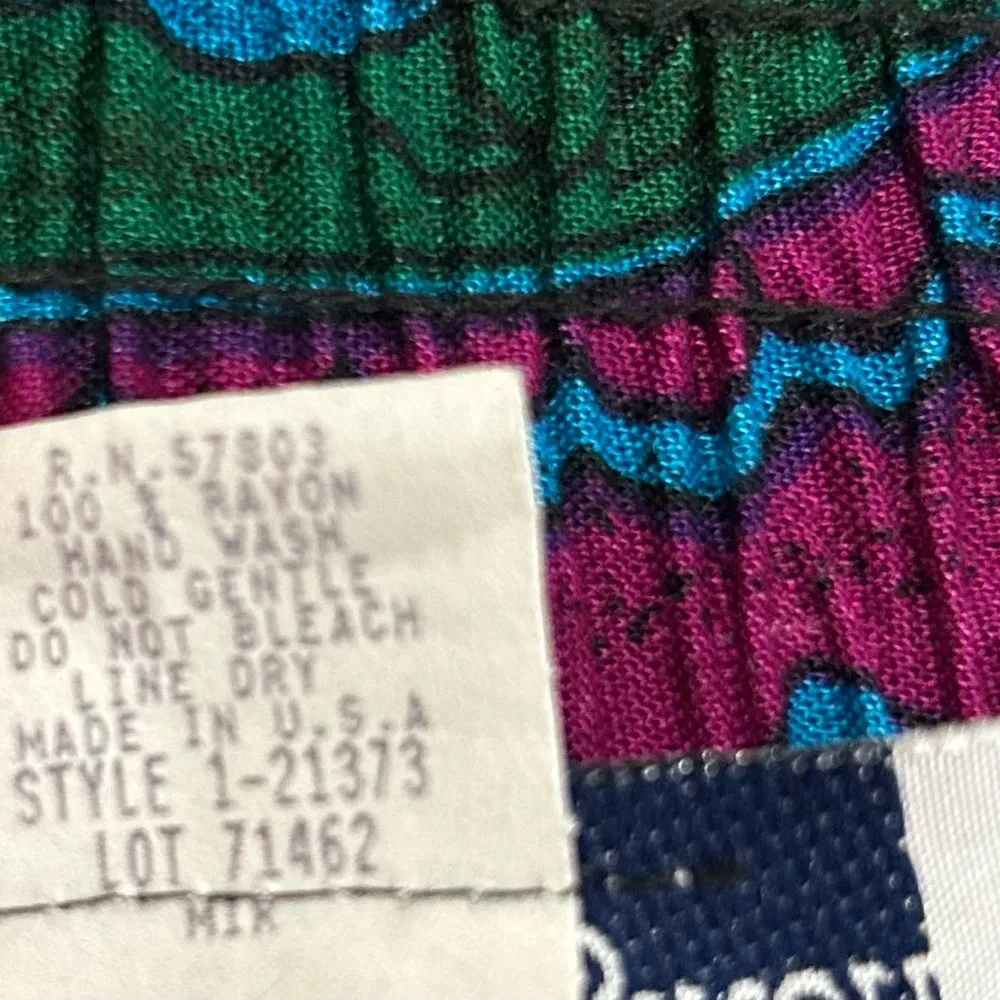 R.N.57803
100 % RAYON
HAND WASH
COLD GENTLE
DO NOT BLEACH
LINE DRY
MADE IN U.S.A
STYLE 1-21373
LOT 71462